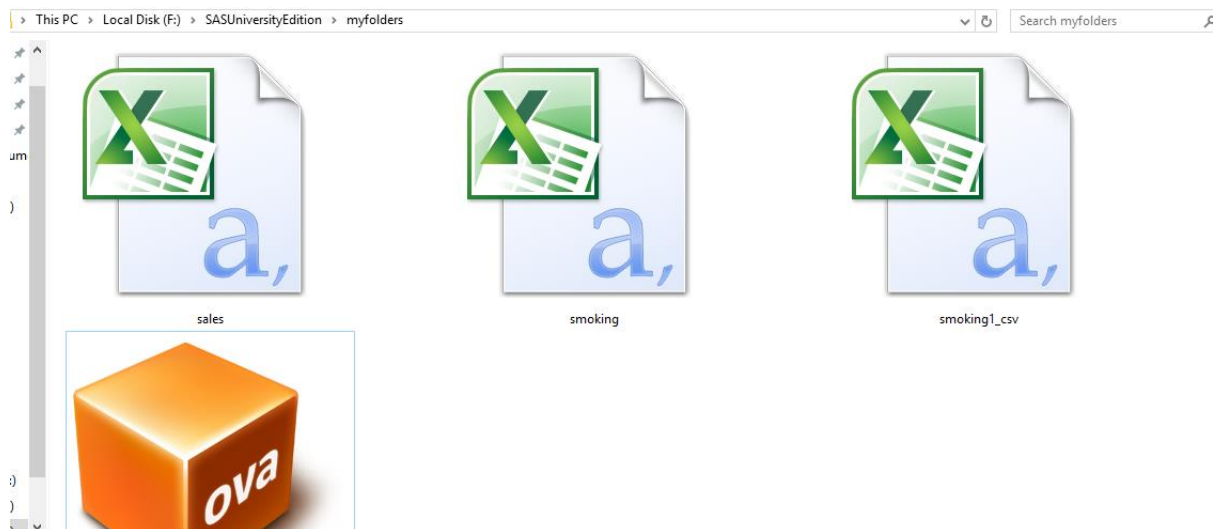 > This PC > Local Disk (F:) > SASUniversityEdition > myfolders
Search myfolders
um
)
a,
a,
a,
sales
smoking
smoking1_csv
ova
:)
)